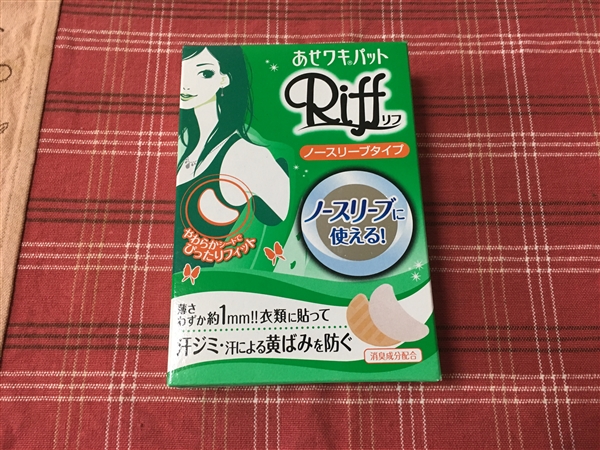 あせワキパット
Riff
リフ
ノースリーブタイプ
ノースリーブに
使える!
やわらかシートで
ぴったりフィット
薄さ
わずか約1mm!!衣類に貼って
汗ジミ・汗による黄ばみを防ぐ
消臭成分配合